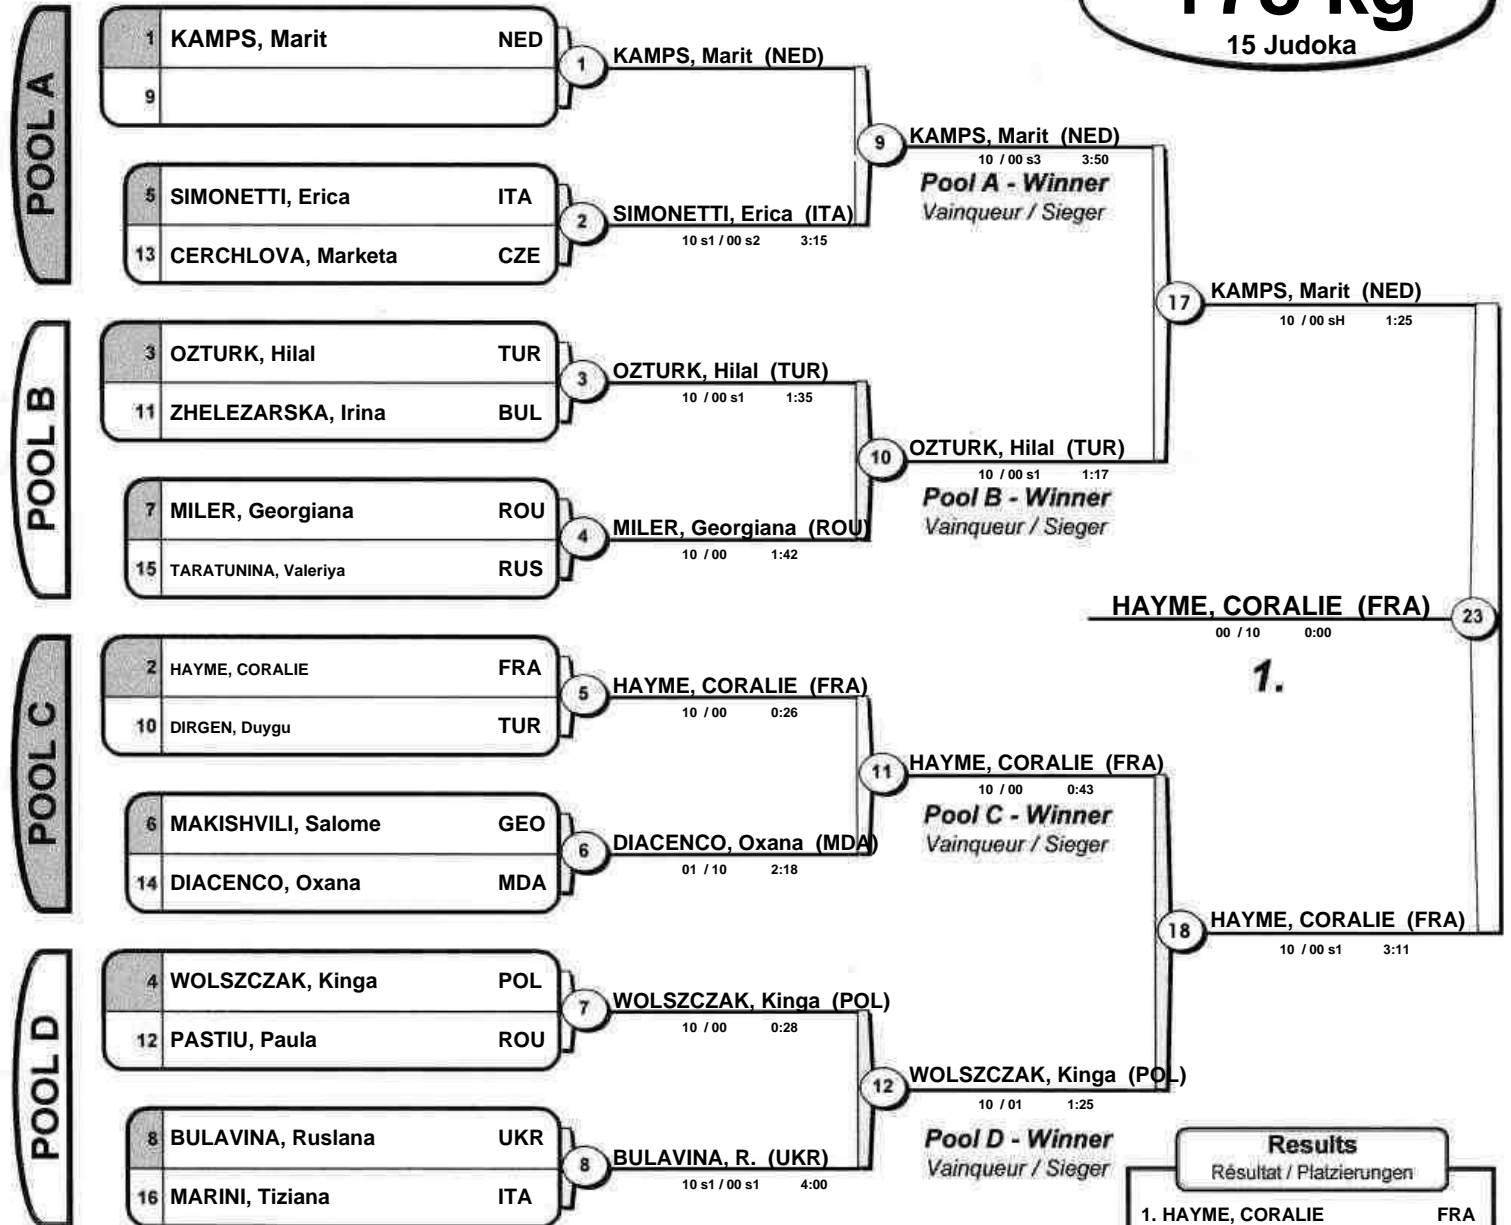 15 Judoka
POOL A
1 KAMPS, Marit NED
9
1
KAMPS, Marit (NED)
5 SIMONETTI, Erica ITA
13 CERCHLOVA, Marketa CZE
2
SIMONETTI, Erica (ITA)
10 s1 / 00 s2 3:15
9
KAMPS, Marit (NED)
10 / 00 s3 3:50
Pool A - Winner
Vainqueur / Sieger
POOL B
3 OZTURK, Hilal TUR
11 ZHELEZARSKA, Irina BUL
3
OZTURK, Hilal (TUR)
10 / 00 s1 1:35
7 MILER, Georgiana ROU
15 TARATUNINA, Valeriya RUS
4
MILER, Georgiana (ROU)
10 / 00 1:42
10
OZTURK, Hilal (TUR)
10 / 00 s1 1:17
Pool B - Winner
Vainqueur / Sieger
17
KAMPS, Marit (NED)
10 / 00 sH 1:25
POOL C
2 HAYME, CORALIE FRA
10 DIRGEN, Duygu TUR
5
HAYME, CORALIE (FRA)
10 / 00 0:26
6 MAKISHVILI, Salome GEO
14 DIACENCO, Oxana MDA
6
DIACENCO, Oxana (MDA)
01 / 10 2:18
11
HAYME, CORALIE (FRA)
10 / 00 0:43
Pool C - Winner
Vainqueur / Sieger
POOL D
4 WOLSZCZAK, Kinga POL
12 PASTIU, Paula ROU
7
WOLSZCZAK, Kinga (POL)
10 / 00 0:28
8 BULAVINA, Ruslana UKR
16 MARINI, Tiziana ITA
8
BULAVINA, R. (UKR)
10 s1 / 00 s1 4:00
12
WOLSZCZAK, Kinga (POL)
10 / 01 1:25
Pool D - Winner
Vainqueur / Sieger
18
HAYME, CORALIE (FRA)
10 / 00 s1 3:11
HAYME, CORALIE (FRA)
23
00 / 10 0:00
1.
Results
Résultat / Platzierungen
1. HAYME, CORALIE FRA